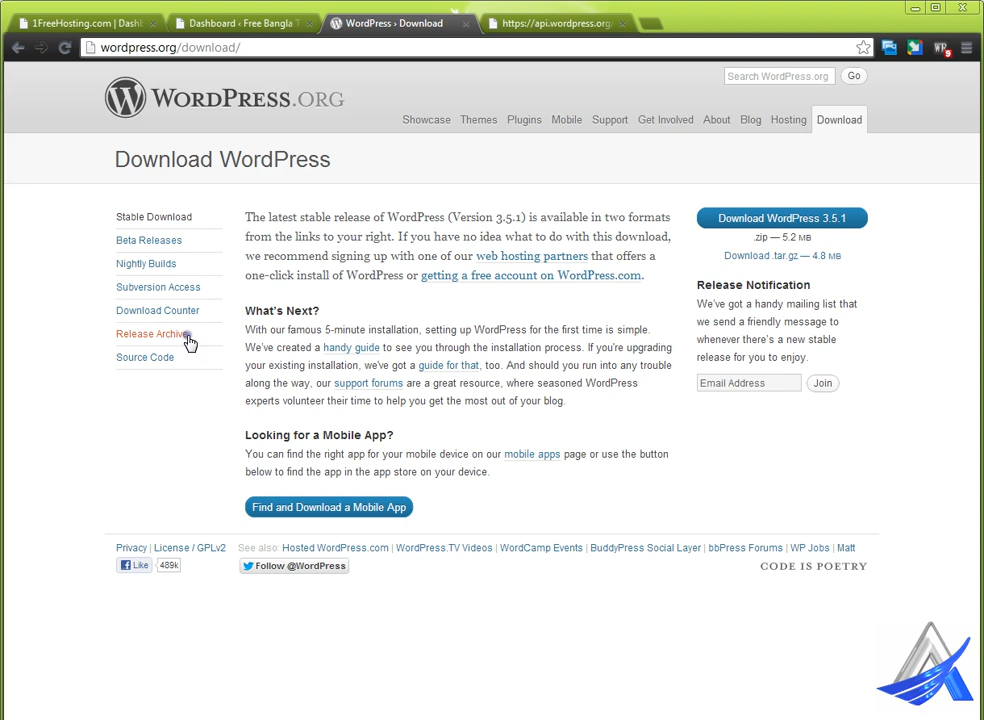 1FreeHosting.com | Dash
Dashboard ‹ Free Bangla T
WordPress › Download
https://api.wordpress.org
wordpress.org/download/
WP
9
WORDPRESS.ORG
Search WordPress.org
Go
Showcase Themes Plugins Mobile Support Get Involved About Blog Hosting Download
Download WordPress
Stable Download
Beta Releases
Nightly Builds
Subversion Access
Download Counter
Release Archive
Source Code
The latest stable release of WordPress (Version 3.5.1) is available in two formats
from the links to your right. If you have no idea what to do with this download,
we recommend signing up with one of our web hosting partners that offers a
one-click install of WordPress or getting a free account on WordPress.com.
What's Next?
With our famous 5-minute installation, setting up WordPress for the first time is simple.
We've created a handy guide to see you through the installation process. If you're upgrading
your existing installation, we've got a guide for that, too. And should you run into any trouble
along the way, our support forums are a great resource, where seasoned WordPress
experts volunteer their time to help you get the most out of your blog.
Looking for a Mobile App?
You can find the right app for your mobile device on our mobile apps page or use the button
below to find the app in the app store on your device.
Find and Download a Mobile App
Download WordPress 3.5.1
.zip — 5.2 MB
Download .tar.gz — 4.8 MB
Release Notification
We've got a handy mailing list that
we send a friendly message to
whenever there's a new stable
release for you to enjoy.
Email Address
Join
Privacy | License / GPLv2
See also: Hosted WordPress.com | WordPress.TV Videos | WordCamp Events | BuddyPress Social Layer | bbPress Forums | WP Jobs | Matt
Like 489k
Follow @WordPress
CODE IS POETRY